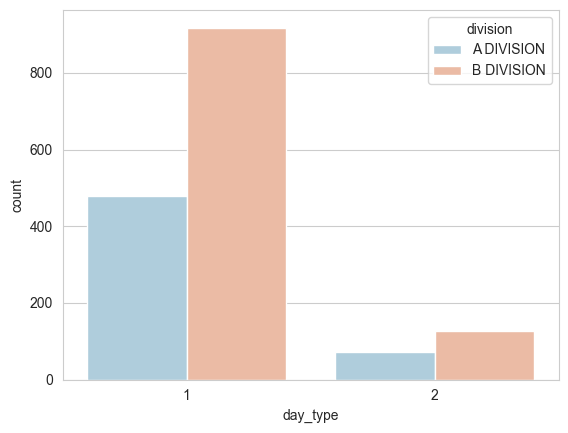 division
A DIVISION
B DIVISION
800
600
400
200
0
count
1
2
day_type